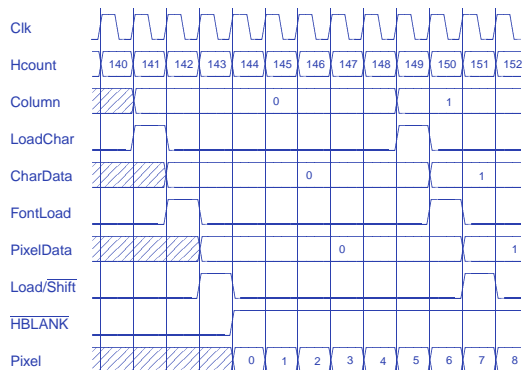 Clk
Hcount 140 141 142 143 144 145 146 147 148 149 150 151 152
Column 0 1
LoadChar
CharData 0 1
FontLoad
PixelData 0 1
Load/Shift
HBLANK
Pixel 0 1 2 3 4 5 6 7 8